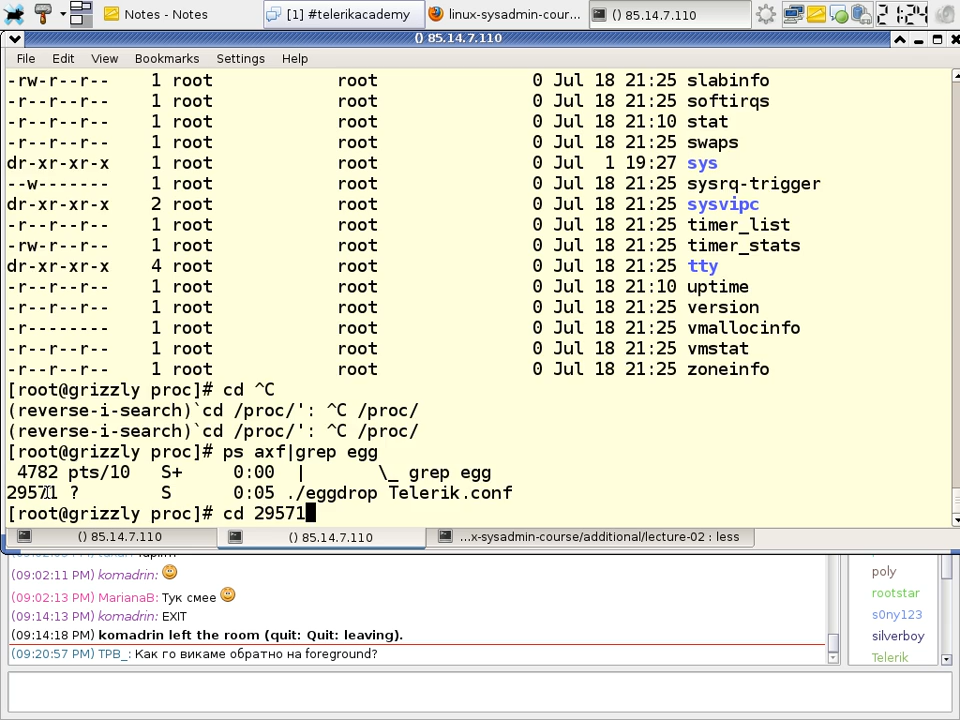 Notes - Notes
[1] #telerikacademy
linux-sysadmin-cour...
() 85.14.7.110
21:24
() 85.14.7.110
File Edit View Bookmarks Settings Help
-rw-r--r-- 1 root root 0 Jul 18 21:25 slabinfo
-r--r--r-- 1 root root 0 Jul 18 21:25 softirqs
-r--r--r-- 1 root root 0 Jul 18 21:10 stat
-r--r--r-- 1 root root 0 Jul 18 21:25 swaps
dr-xr-xr-x 1 root root 0 Jul 1 19:27 sys
--w------- 1 root root 0 Jul 18 21:25 sysrq-trigger
dr-xr-xr-x 2 root root 0 Jul 18 21:25 sysvipc
-r--r--r-- 1 root root 0 Jul 18 21:25 timer_list
-rw-r--r-- 1 root root 0 Jul 18 21:25 timer_stats
dr-xr-xr-x 4 root root 0 Jul 18 21:25 tty
-r--r--r-- 1 root root 0 Jul 18 21:10 uptime
-r--r--r-- 1 root root 0 Jul 18 21:25 version
-r-------- 1 root root 0 Jul 18 21:25 vmallocinfo
-r--r--r-- 1 root root 0 Jul 18 21:25 vmstat
-r--r--r-- 1 root root 0 Jul 18 21:25 zoneinfo
[root@grizzly proc]# cd ^C
(reverse-i-search)`cd /proc/': ^C /proc/
(reverse-i-search)`cd /proc/': ^C /proc/
[root@grizzly proc]# ps axf|grep egg
4782 pts/10 S+ 0:00 | \_ grep egg
29571 ? S 0:05 ./eggdrop Telerik.conf
[root@grizzly proc]# cd 29571
() 85.14.7.110
() 85.14.7.110
...x-sysadmin-course/additional/lecture-02 : less
(09:02:11 PM) komadrin:
(09:02:13 PM) MarianaB: Тук смее
(09:14:13 PM) komadrin: EXIT
(09:14:18 PM) komadrin left the room (quit: Quit: leaving).
(09:20:57 PM) TPB_: Как го викаме обратно на foreground?
poly
rootstar
s0ny123
silverboy
Telerik